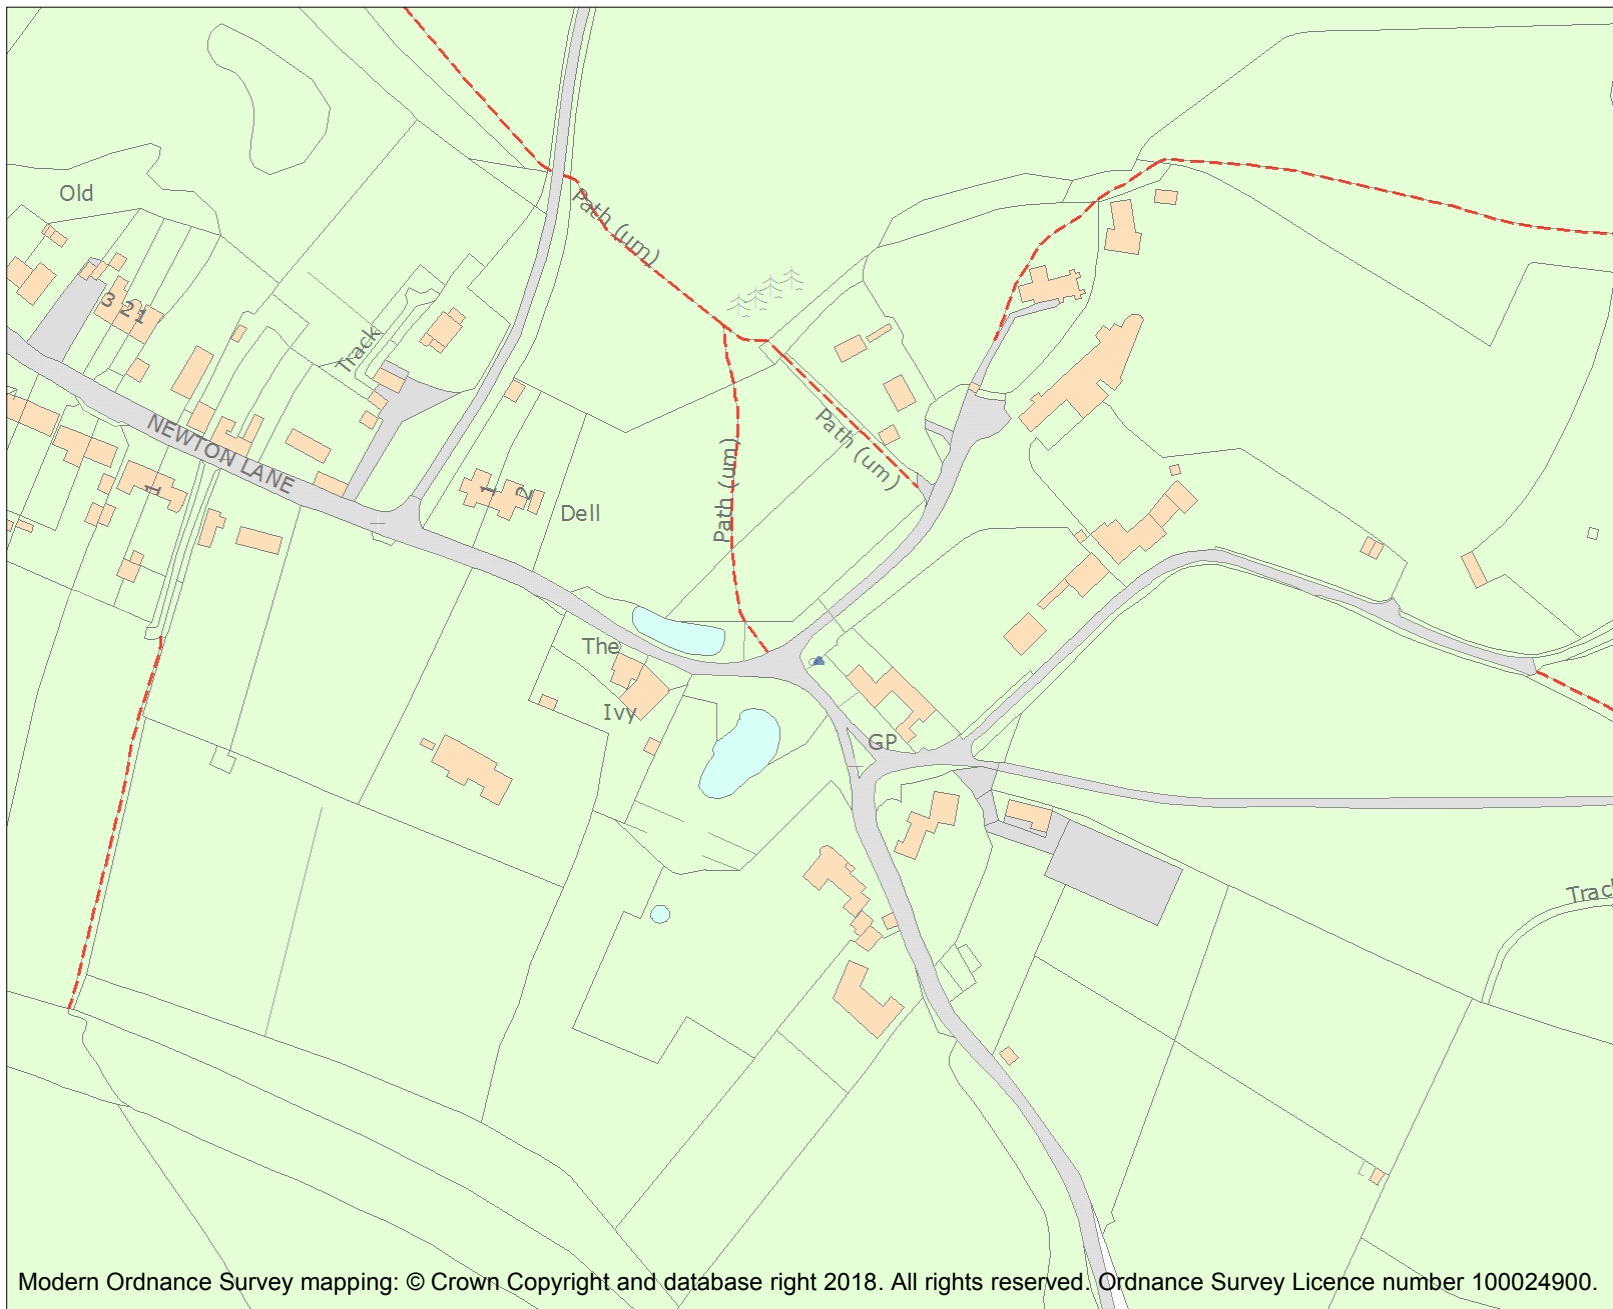 Old
Path (um)
3 2 1
Track
NEWTON LANE
Path (um)
Path (um)
1
1
2
Dell
The
Ivy
GP
Modern Ordnance Survey mapping: © Crown Copyright and database right 2018. All rights reserved. Ordnance Survey Licence number 100024900.